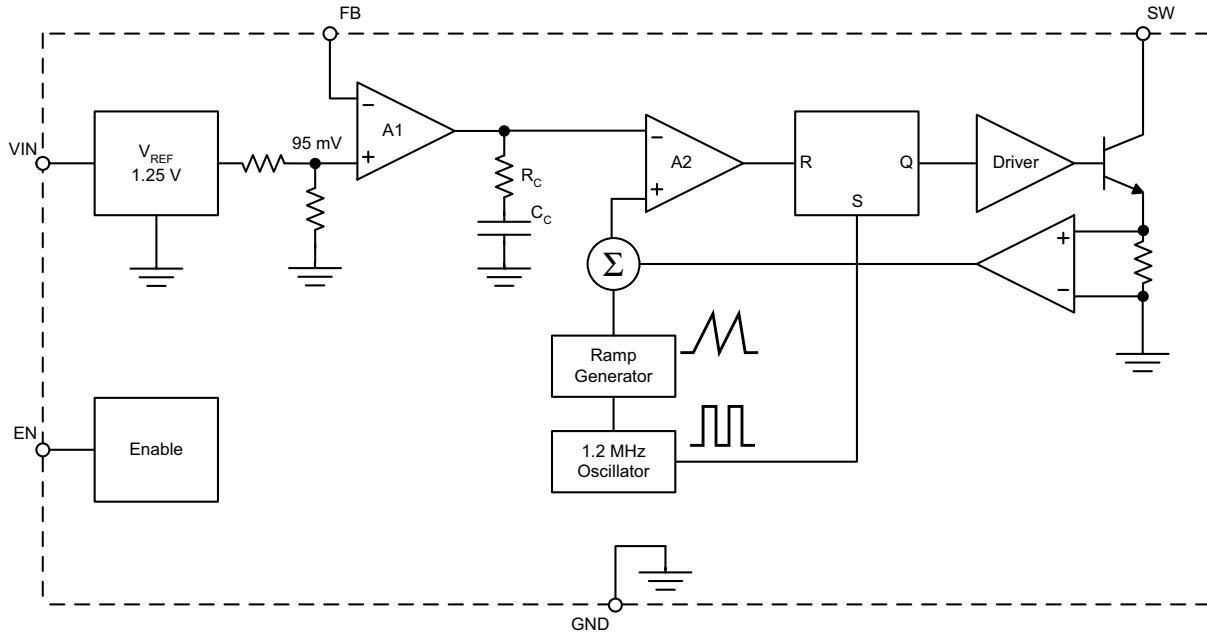 FB
SW
VIN
V_REF
1.25 V
95 mV
−
+
A1
R_C
C_C
−
+
A2
R
Q
S
Driver
+
−
Σ
Ramp
Generator
EN
Enable
1.2 MHz
Oscillator
GND